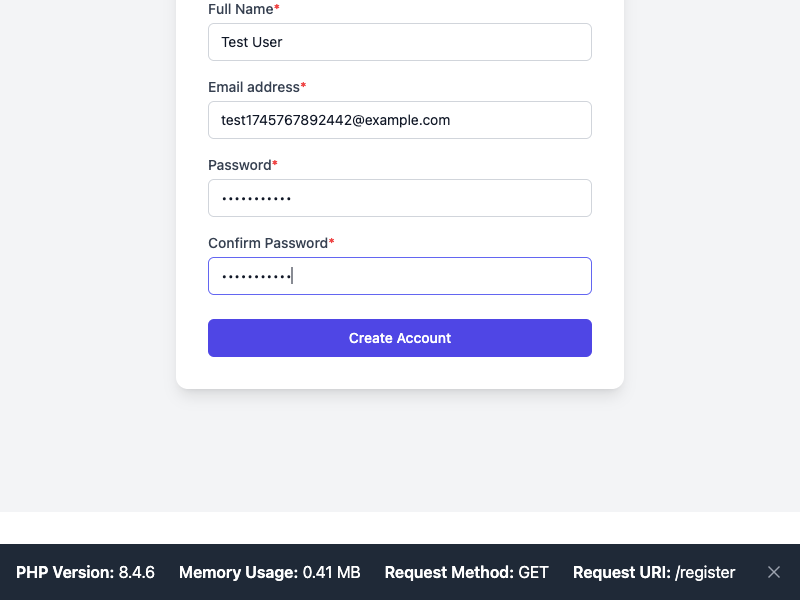 Full Name*
Test User
Email address*
test1745767892442@example.com
Password*
•••••••••••
Confirm Password*
•••••••••••
Create Account
PHP Version: 8.4.6 Memory Usage: 0.41 MB Request Method: GET Request URI: /register